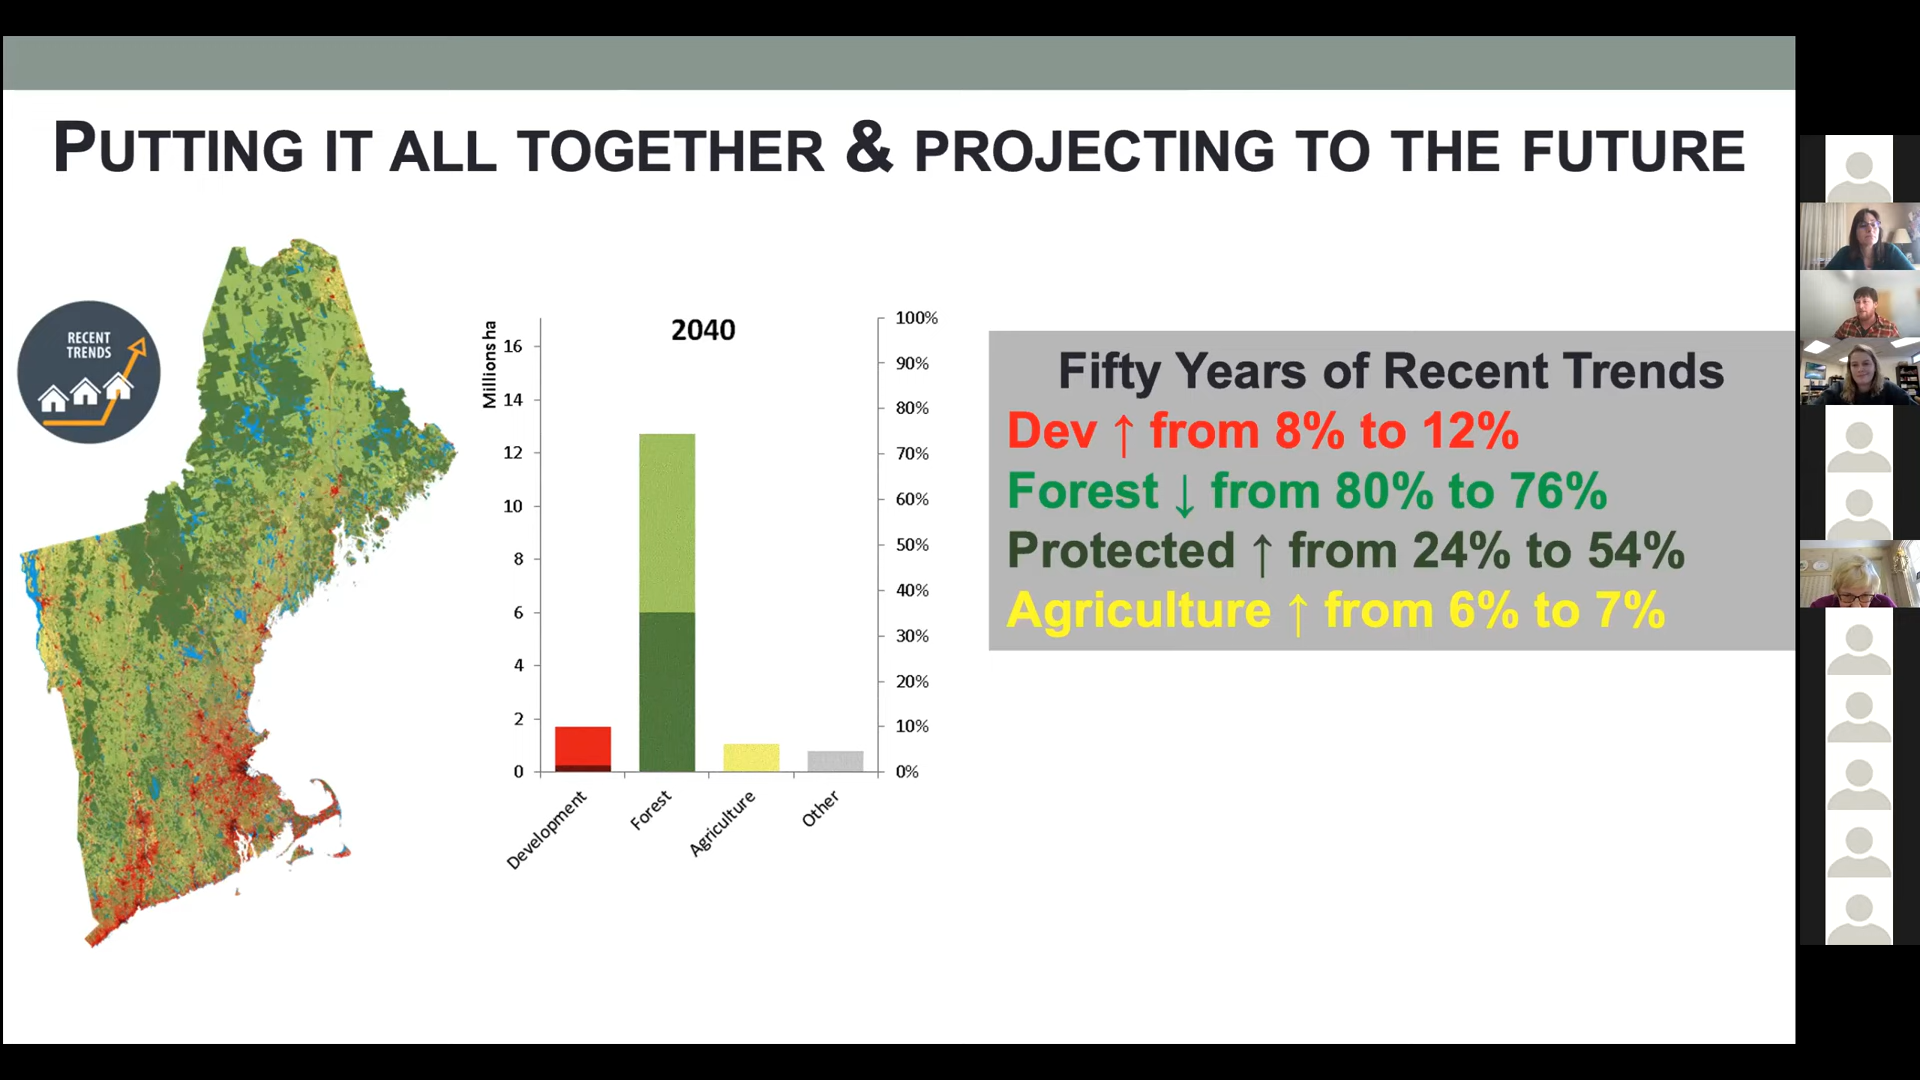 PUTTING IT ALL TOGETHER & PROJECTING TO THE FUTURE
RECENT
TRENDS
Millions ha
2040
16
14
12
10
8
6
4
2
0
100%
90%
80%
70%
60%
50%
40%
30%
20%
10%
0%
Development
Forest
Agriculture
Other
Fifty Years of Recent Trends
Dev ↑ from 8% to 12%
Forest ↓ from 80% to 76%
Protected ↑ from 24% to 54%
Agriculture ↑ from 6% to 7%